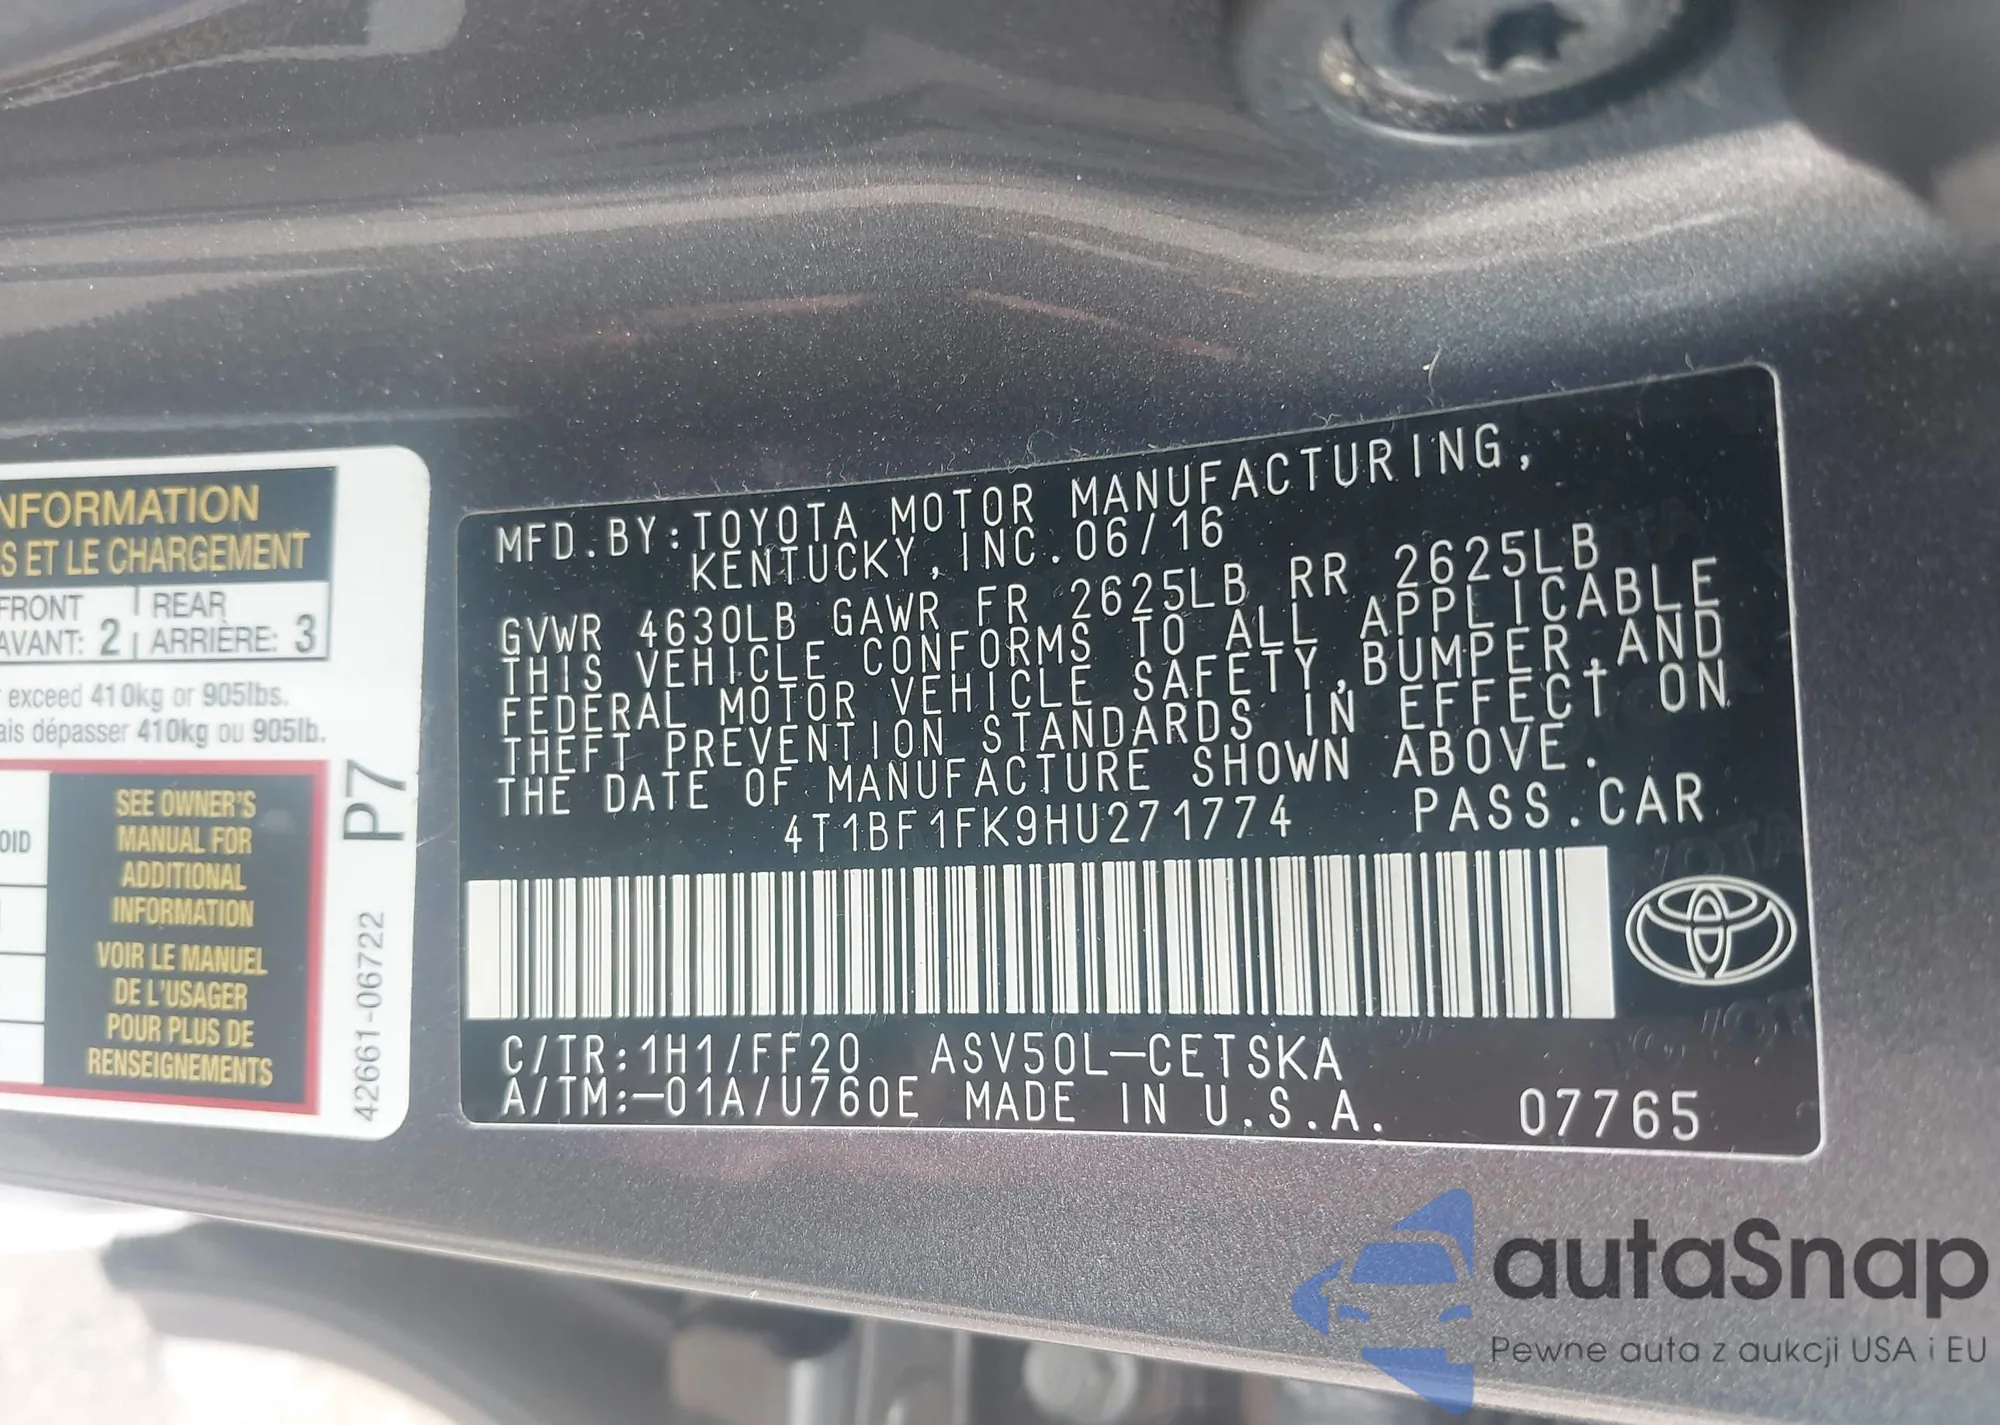 NFORMATION
S ET LE CHARGEMENT
FRONT
AVANT: 2
REAR
ARRIÈRE: 3
exceed 410kg or 905lbs.
ais dépasser 410kg ou 905lb.
OID
SEE OWNER'S
MANUAL FOR
ADDITIONAL
INFORMATION
VOIR LE MANUEL
DE L'USAGER
POUR PLUS DE
RENSEIGNEMENTS
P7
42661-06722
MFD.BY:TOYOTA MOTOR MANUFACTURING,
KENTUCKY,INC.06/16
GVWR 4630LB GAWR FR 2625LB RR 2625LB
THIS VEHICLE CONFORMS TO ALL APPLICABLE
FEDERAL MOTOR VEHICLE SAFETY,BUMPER,AND
THEFT PREVENTION STANDARDS IN EFFECT ON
THE DATE OF MANUFACTURE SHOWN ABOVE.
4T1BF1FK9HU271774 PASS.CAR
C/TR:1H1/FF20 ASV50L-CETSKA
A/TM:-01A/U760E MADE IN U.S.A. 07765
autaSnap
Pewne auta z aukcji USA i EU